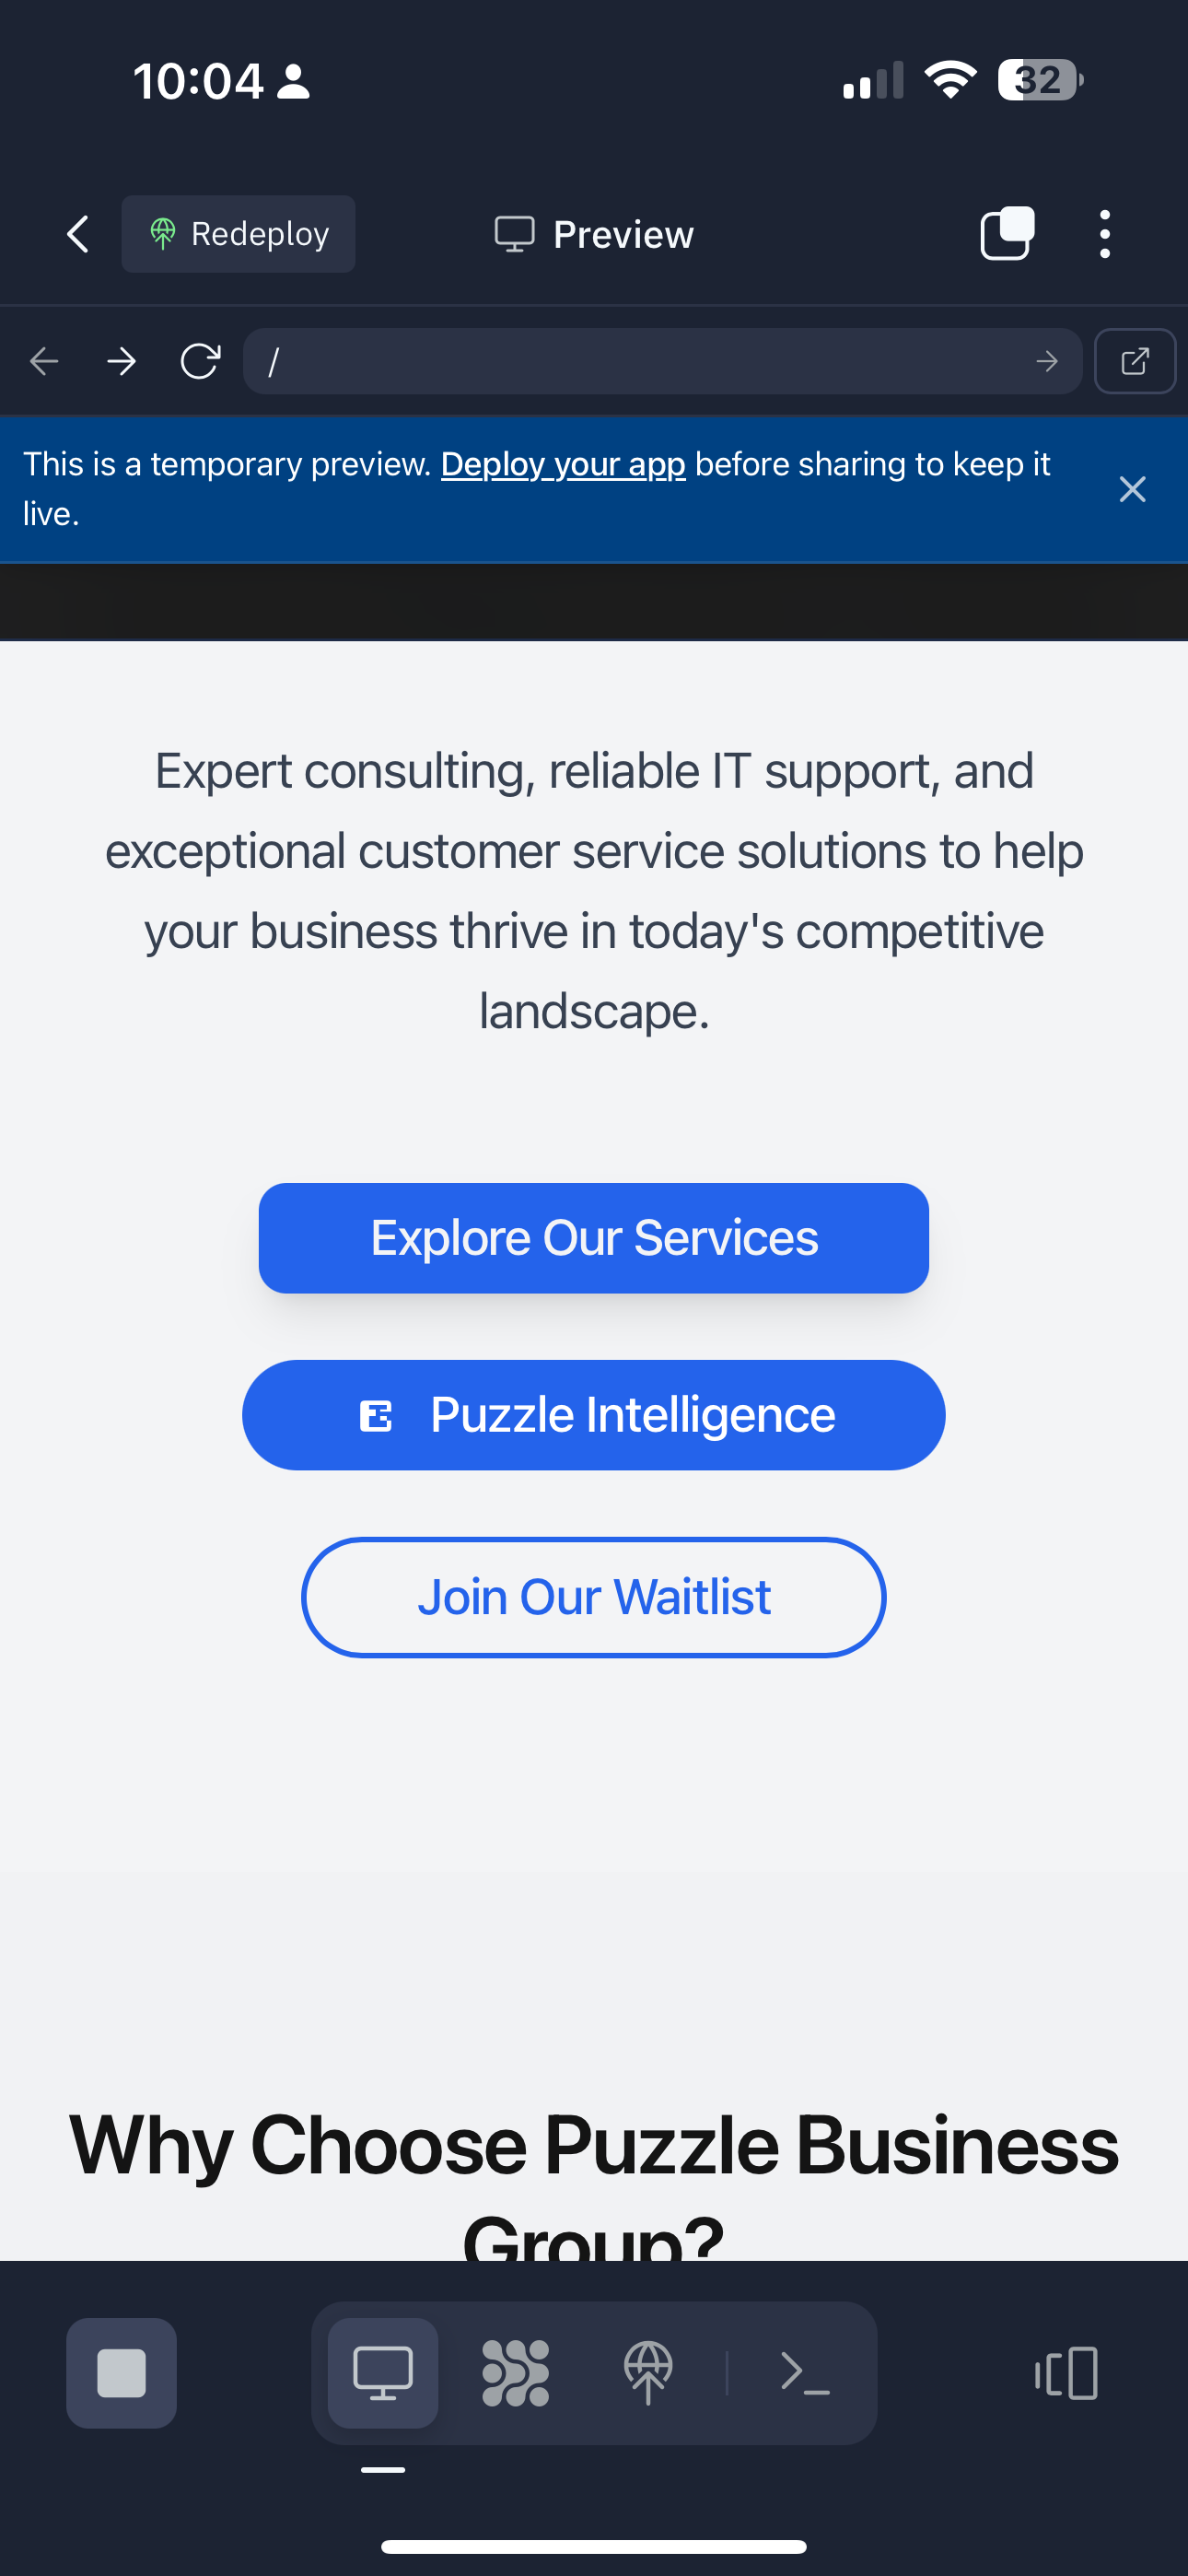 10:04
32
Redeploy
Preview
/
This is a temporary preview. Deploy your app before sharing to keep it
live.
Expert consulting, reliable IT support, and
exceptional customer service solutions to help
your business thrive in today's competitive
landscape.
Explore Our Services
Puzzle Intelligence
Join Our Waitlist
Why Choose Puzzle Business
Group?